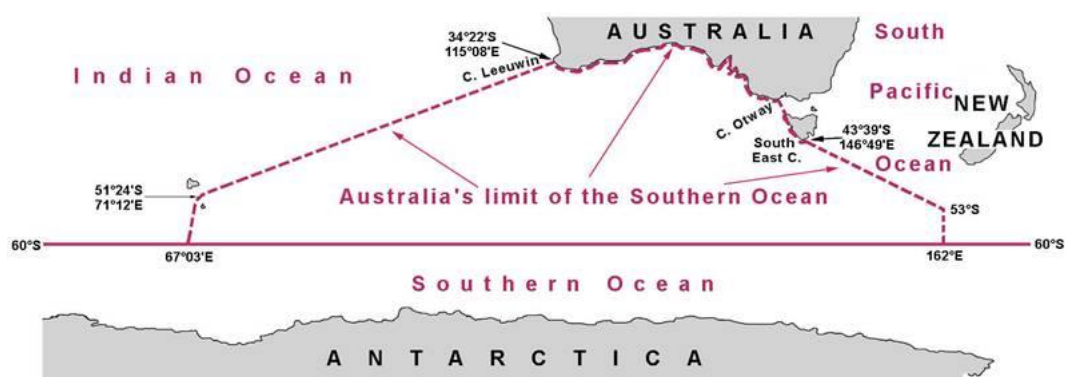 AUSTRALIA
South
34°22'S
115°08'E
Indian Ocean
C. Leeuwin
Pacific
NEW
ZEALAND
C. Otway
43°39'S
146°49'E
South
East C.
Ocean
51°24'S
71°12'E
Australia's limit of the Southern Ocean
53°S
60°S
60°S
67°03'E
162°E
Southern Ocean
ANTARCTICA